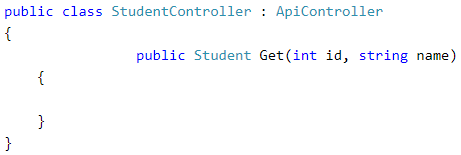 public class StudentController : ApiController
{
public Student Get(int id, string name)
{
}
}